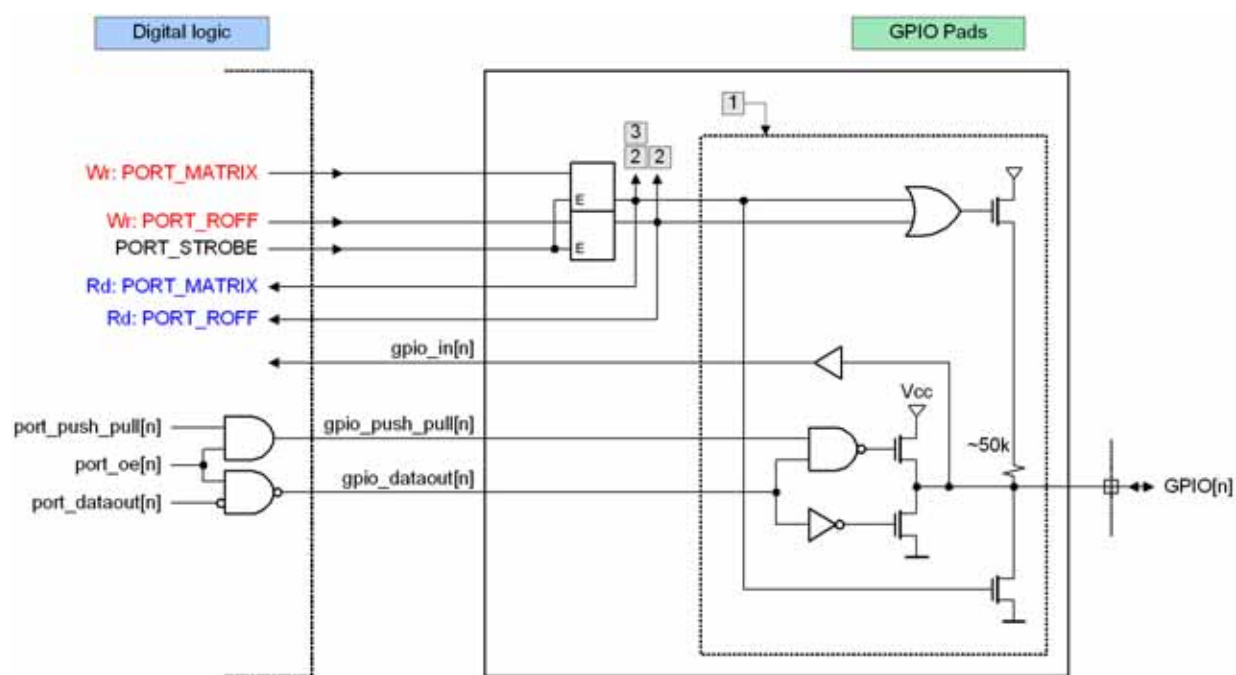 Digital logic
GPIO Pads
1
3
2 2
Wr: PORT_MATRIX
E
Wr: PORT_ROFF
PORT_STROBE
E
Rd: PORT_MATRIX
Rd: PORT_ROFF
gpio_in[n]
Vcc
port_push_pull[n]
gpio_push_pull[n]
~50k
port_oe[n]
gpio_dataout[n]
GPIO[n]
port_dataout[n]